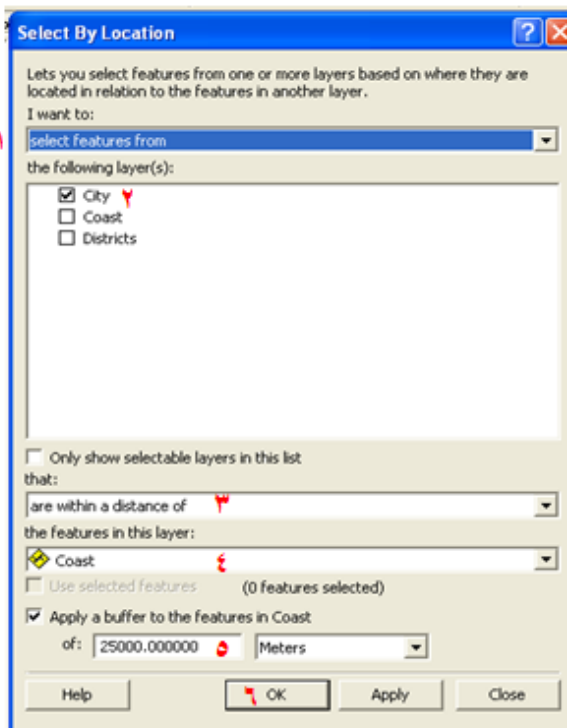 Select By Location
Lets you select features from one or more layers based on where they are
located in relation to the features in another layer.
I want to:
١ select features from
the following layer(s):
City ٢
Coast
Districts
Only show selectable layers in this list
that:
are within a distance of ٣
the features in this layer:
Coast ٤
Use selected features (0 features selected)
Apply a buffer to the features in Coast
of: 25000.000000 ٥ Meters
Help ٦ OK Apply Close